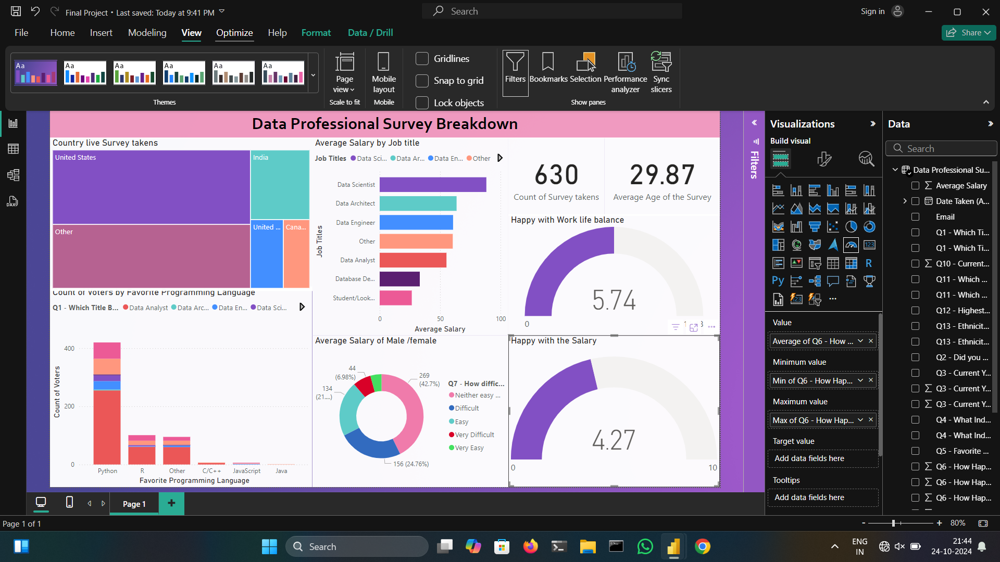 Final Project • Last saved: Today at 9:41 PM
Search
Sign in
File
Home
Insert
Modeling
View
Optimize
Help
Format
Data / Drill
Share
Aa
Aa
Aa
Aa
Aa
Aa
Themes
Page
view
Scale to fit
Mobile
layout
Mobile
Gridlines
Snap to grid
Lock objects
Filters
Bookmarks
Selection
Performance
analyzer
Sync
slicers
Show panes
Data Professional Survey Breakdown
Country live Survey takens
United States
India
Other
United ...
Cana...
Average Salary by Job title
Job Titles
Data Sci...
Data Ar...
Data En...
Other
Job Titles
Data Scientist
Data Architect
Data Engineer
Other
Data Analyst
Database De...
Student/Look...
0
50
100
Average Salary
630
Count of Survey takens
29.87
Average Age of the Survey
Happy with Work life balance
5.74
0
Count of Voters by Favorite Programming Language
Q1 - Which Title B...
Data Analyst
Data Arc...
Data En...
Data Sci...
Count of Voters
400
200
0
Python
R
Other
C/C++
JavaScript
Java
Favorite Programming Language
Average Salary of Male /female
44
(6.98%)
134
(21....)
269
(42.7%)
156 (24.76%)
Q7 - How diffic...
Neither easy ...
Difficult
Easy
Very Difficult
Very Easy
Happy with the Salary
4.27
0
10
Filters
Visualizations
Build visual
123
R
Py
Value
Average of Q6 - How ...
Minimum value
Min of Q6 - How Hap...
Maximum value
Max of Q6 - How Hap...
Target value
Add data fields here
Tooltips
Add data fields here
Data
Search
Data Professional Su...
Average Salary
Date Taken (A...
Email
Q1 - Which Ti...
Q1 - Which Ti...
Q10 - Current...
Q11 - Which ...
Q11 - Which ...
Q12 - Highest...
Q13 - Ethnicit...
Q13 - Ethnicit...
Q2 - Did you ...
Q3 - Current Y...
Q3 - Current Y...
Q3 - Current Y...
Q4 - What Ind...
Q4 - What Ind...
Q5 - Favorite ...
Q6 - How Hap...
Q6 - How Hap...
Q6 - How Hap...
DAX
Page 1
Page 1 of 1
80%
Search
ENG
IN
21:44
24-10-2024